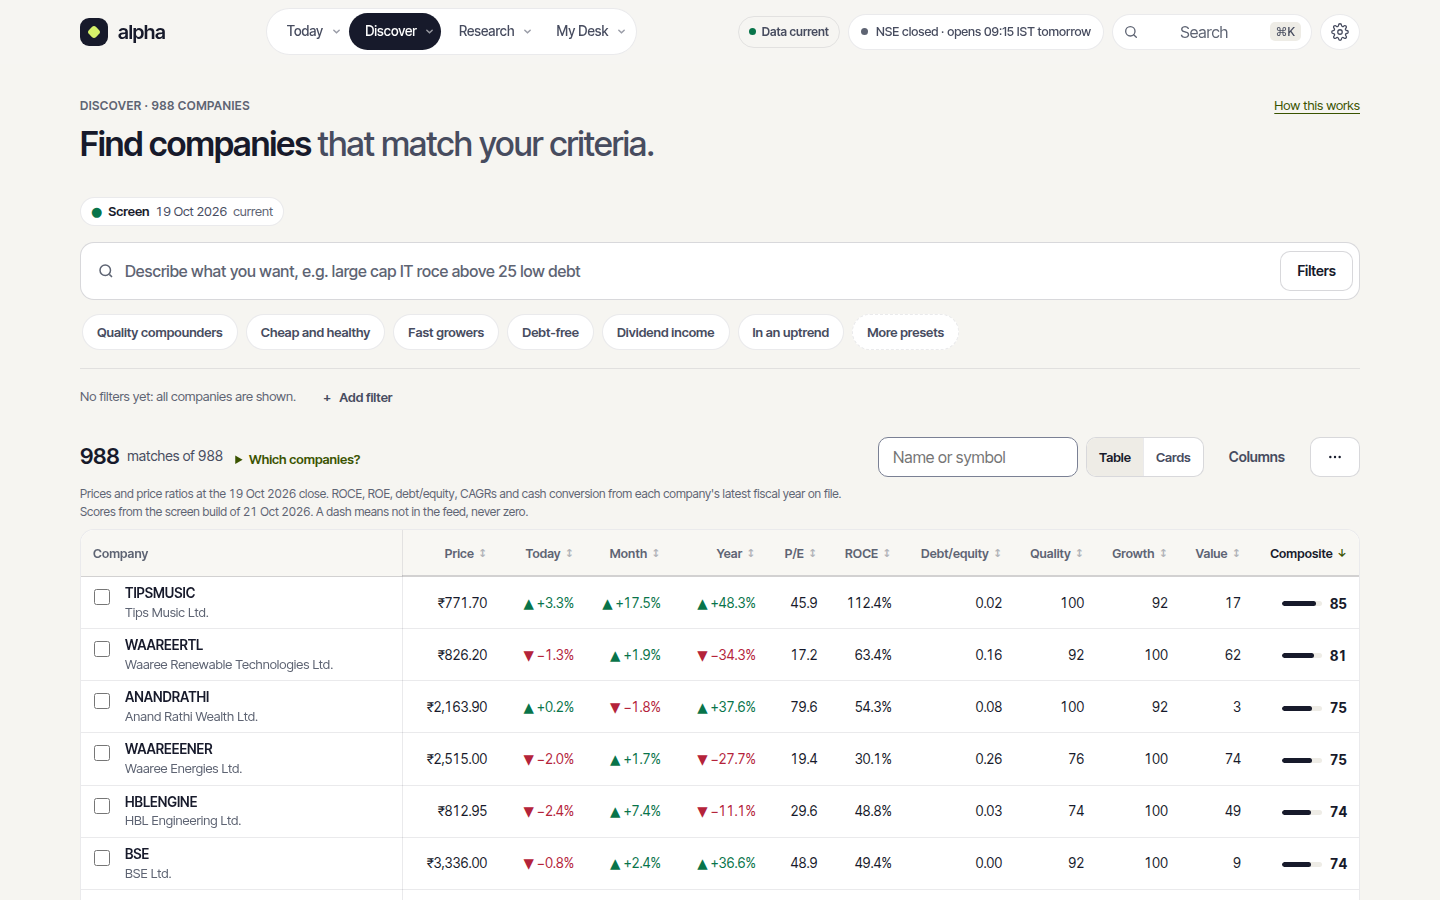 alpha
Today
Discover
Research
My Desk
Data current
NSE closed · opens 09:15 IST tomorrow
Search
⌘K
DISCOVER · 988 COMPANIES
How this works
Find companies that match your criteria.
Screen 19 Oct 2026 current
Describe what you want, e.g. large cap IT roce above 25 low debt
Filters
Quality compounders
Cheap and healthy
Fast growers
Debt-free
Dividend income
In an uptrend
More presets
No filters yet: all companies are shown.
+ Add filter
988 matches of 988
▶ Which companies?
Name or symbol
Table
Cards
Columns
···
Prices and price ratios at the 19 Oct 2026 close. ROCE, ROE, debt/equity, CAGRs and cash conversion from each company's latest fiscal year on file.
Scores from the screen build of 21 Oct 2026. A dash means not in the feed, never zero.
Company Price ↕ Today ↕ Month ↕ Year ↕ P/E ↕ ROCE ↕ Debt/equity ↕ Quality ↕ Growth ↕ Value ↕ Composite ↓
TIPSMUSIC
Tips Music Ltd.
₹771.70 ▲+3.3% ▲+17.5% ▲+48.3% 45.9 112.4% 0.02 100 92 17 85
WAAREERTL
Waaree Renewable Technologies Ltd.
₹826.20 ▼−1.3% ▲+1.9% ▼−34.3% 17.2 63.4% 0.16 92 100 62 81
ANANDRATHI
Anand Rathi Wealth Ltd.
₹2,163.90 ▲+0.2% ▼−1.8% ▲+37.6% 79.6 54.3% 0.08 100 92 3 75
WAAREEENER
Waaree Energies Ltd.
₹2,515.00 ▼−2.0% ▲+1.7% ▼−27.7% 19.4 30.1% 0.26 76 100 74 75
HBLENGINE
HBL Engineering Ltd.
₹812.95 ▼−2.4% ▲+7.4% ▼−11.1% 29.6 48.8% 0.03 74 100 49 74
BSE
BSE Ltd.
₹3,336.00 ▼−0.8% ▲+2.4% ▲+36.6% 48.9 49.4% 0.00 92 100 9 74